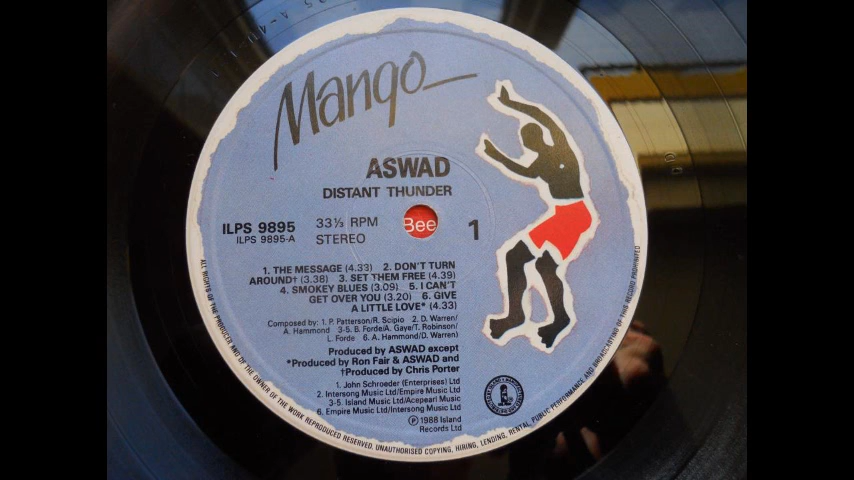 Mango
ASWAD
DISTANT THUNDER
ILPS 9895
ILPS 9895-A
33⅓ RPM
STEREO
Bee
1
1. THE MESSAGE (4.33) 2. DON'T TURN
AROUND† (3.38) 3. SET THEM FREE (4.39)
4. SMOKEY BLUES (3.09) 5. I CAN'T
GET OVER YOU (3.20) 6. GIVE
A LITTLE LOVE* (4.33)
Composed by: 1. P. Patterson/R. Scipio 2. D. Warren/
A. Hammond 3-5. B. Forde/A. Gaye/T. Robinson/
L. Forde 6. A. Hammond/D. Warren)
Produced by ASWAD except
*Produced by Ron Fair & ASWAD and
†Produced by Chris Porter
1. John Schroeder (Enterprises) Ltd
2. Intersong Music Ltd/Empire Music Ltd
3-5. Island Music Ltd/Acepearl Music
6. Empire Music Ltd/Intersong Music Ltd
℗ 1988 Island
Records Ltd
ALL RIGHTS OF THE PRODUCER AND OF THE OWNER OF THE WORK REPRODUCED RESERVED. UNAUTHORISED COPYING, HIRING, LENDING, RENTAL, PUBLIC PERFORMANCE AND BROADCASTING OF THIS RECORD PROHIBITED